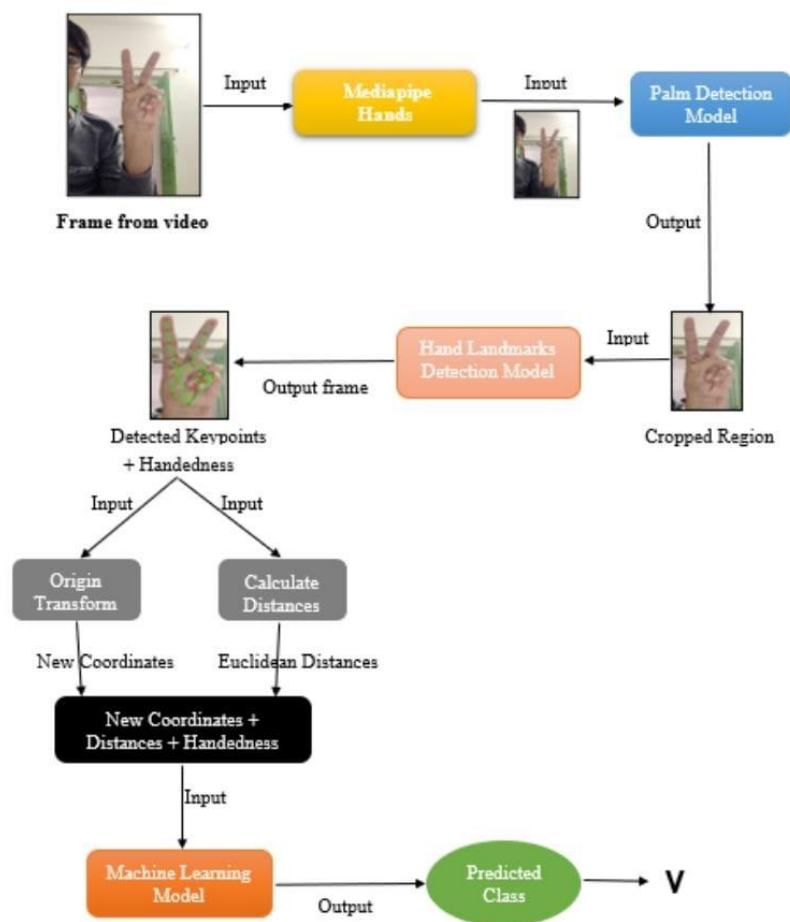 Input
Mediapipe
Hands
Input
Palm Detection
Model
Frame from video
Output
Input
Hand Landmarks
Detection Model
Output frame
Detected Keypoints
+ Handedness
Cropped Region
Input
Input
Origin
Transform
Calculate
Distances
New Coordinates
Euclidean Distances
New Coordinates +
Distances + Handedness
Input
Machine Learning
Model
Output
Predicted
Class
V